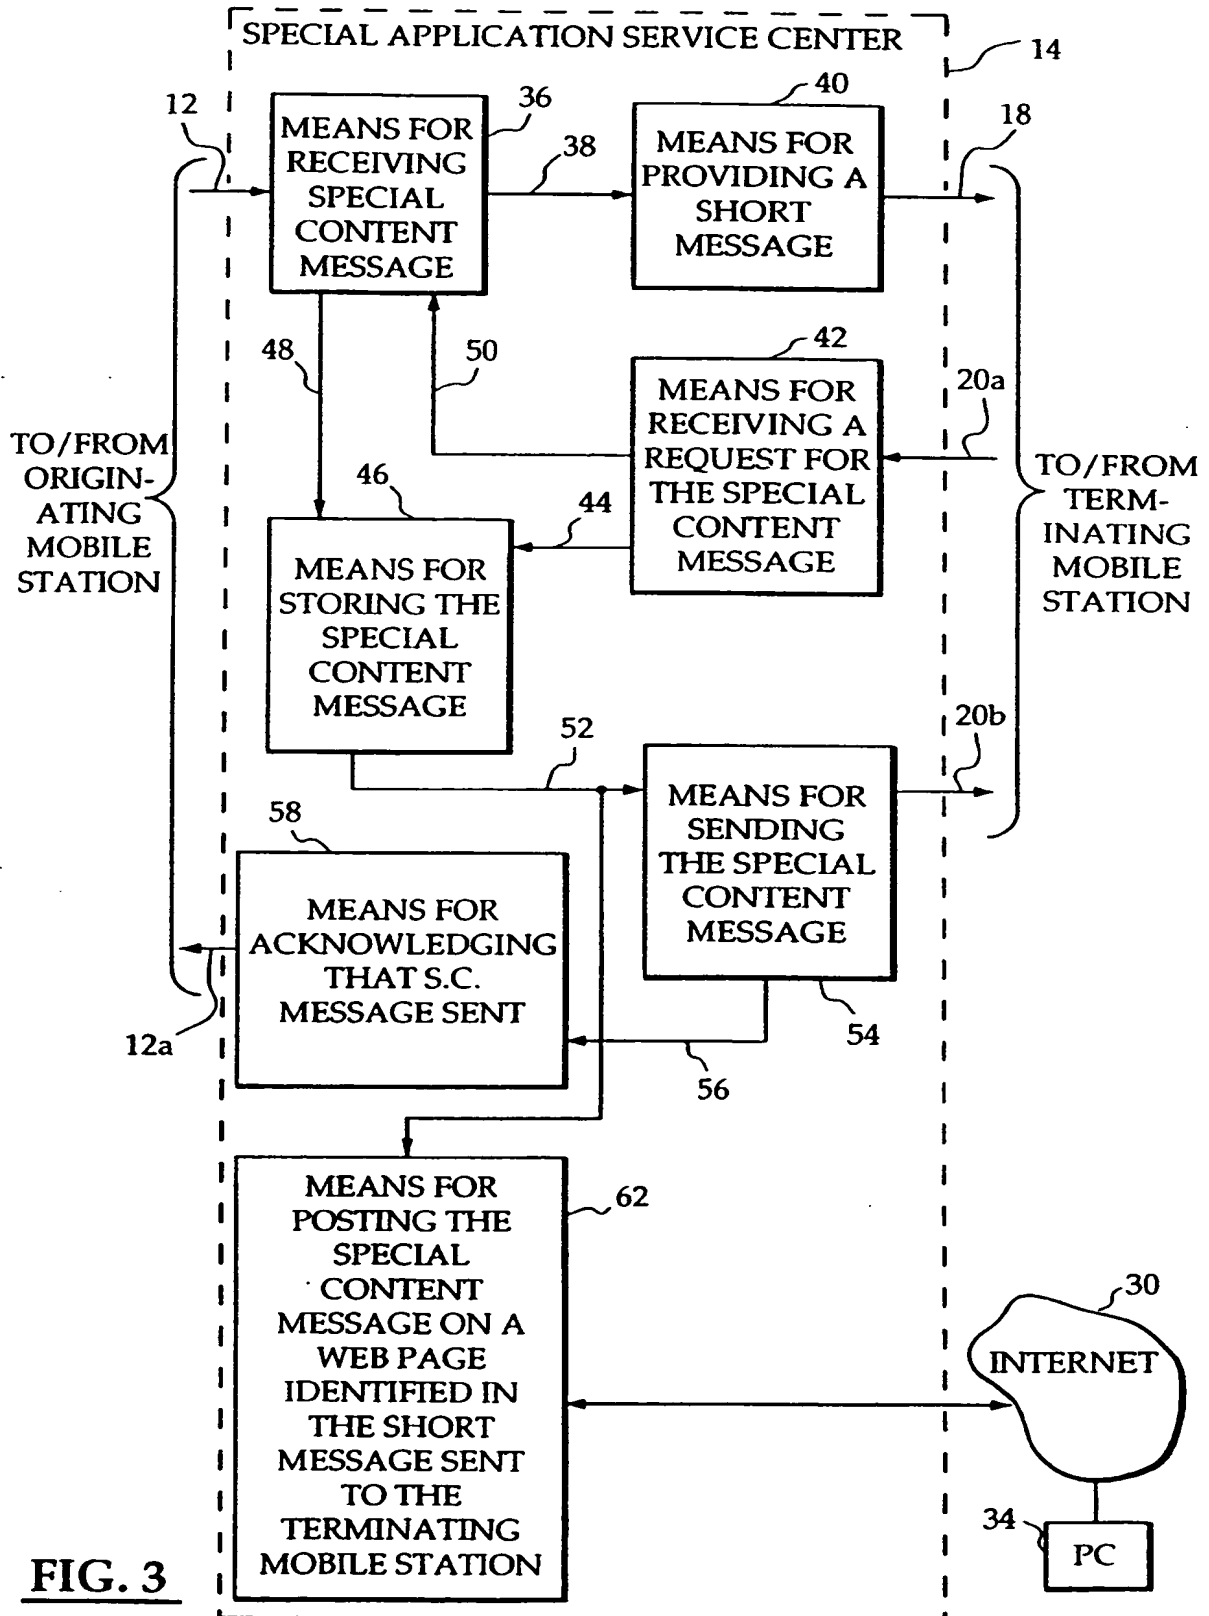 SPECIAL APPLICATION SERVICE CENTER
14
12
36
MEANS FOR
RECEIVING
SPECIAL
CONTENT
MESSAGE
38
40
MEANS FOR
PROVIDING A
SHORT
MESSAGE
18
48
50
42
MEANS FOR
RECEIVING A
REQUEST FOR
THE SPECIAL
CONTENT
MESSAGE
20a
TO/FROM
ORIGIN-
ATING
MOBILE
STATION
TO/FROM
TERM-
INATING
MOBILE
STATION
46
44
MEANS FOR
STORING THE
SPECIAL
CONTENT
MESSAGE
52
20b
MEANS FOR
SENDING
THE SPECIAL
CONTENT
MESSAGE
54
58
MEANS FOR
ACKNOWLEDGING
THAT S.C.
MESSAGE SENT
12a
56
MEANS FOR
POSTING THE
SPECIAL
CONTENT
MESSAGE ON A
WEB PAGE
IDENTIFIED IN
THE SHORT
MESSAGE SENT
TO THE
TERMINATING
MOBILE STATION
62
30
INTERNET
34
PC
FIG. 3